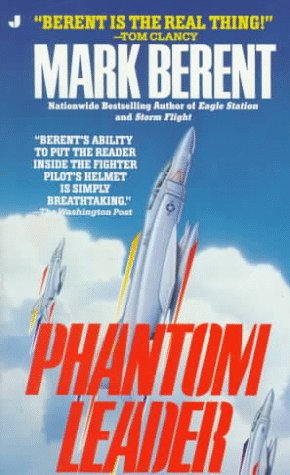 J
"BERENT IS THE REAL THING!"
—TOM CLANCY
MARK BERENT
Nationwide Bestselling Author of Eagle Station
and Storm Flight
"BERENT'S ABILITY
TO PUT THE READER
INSIDE THE FIGHTER
PILOT'S HELMET
IS SIMPLY
BREATHTAKING."
—The Washington Post
PHANTOM
LEADER